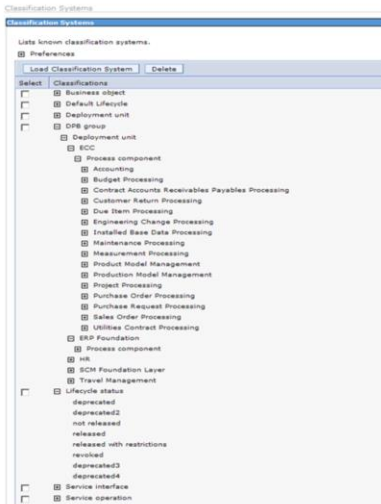 Classification Systems
Classification Systems
Lists known classification systems.
Preferences
Load Classification System Delete
Select Classifications
Business object
Default Lifecycle
Deployment unit
DPB group
Deployment unit
ECC
Process component
Accounting
Budget Processing
Contract Accounts Receivables Payables Processing
Customer Return Processing
Due Item Processing
Engineering Change Processing
Installed Base Data Processing
Maintenance Processing
Measurement Processing
Product Model Management
Production Model Management
Project Processing
Purchase Order Processing
Purchase Request Processing
Sales Order Processing
Utilities Contract Processing
ERP Foundation
Process component
HR
SCM Foundation Layer
Travel Management
Lifecycle status
deprecated
deprecated2
not released
released
released with restrictions
revoked
deprecated3
deprecated4
Service interface
Service operation